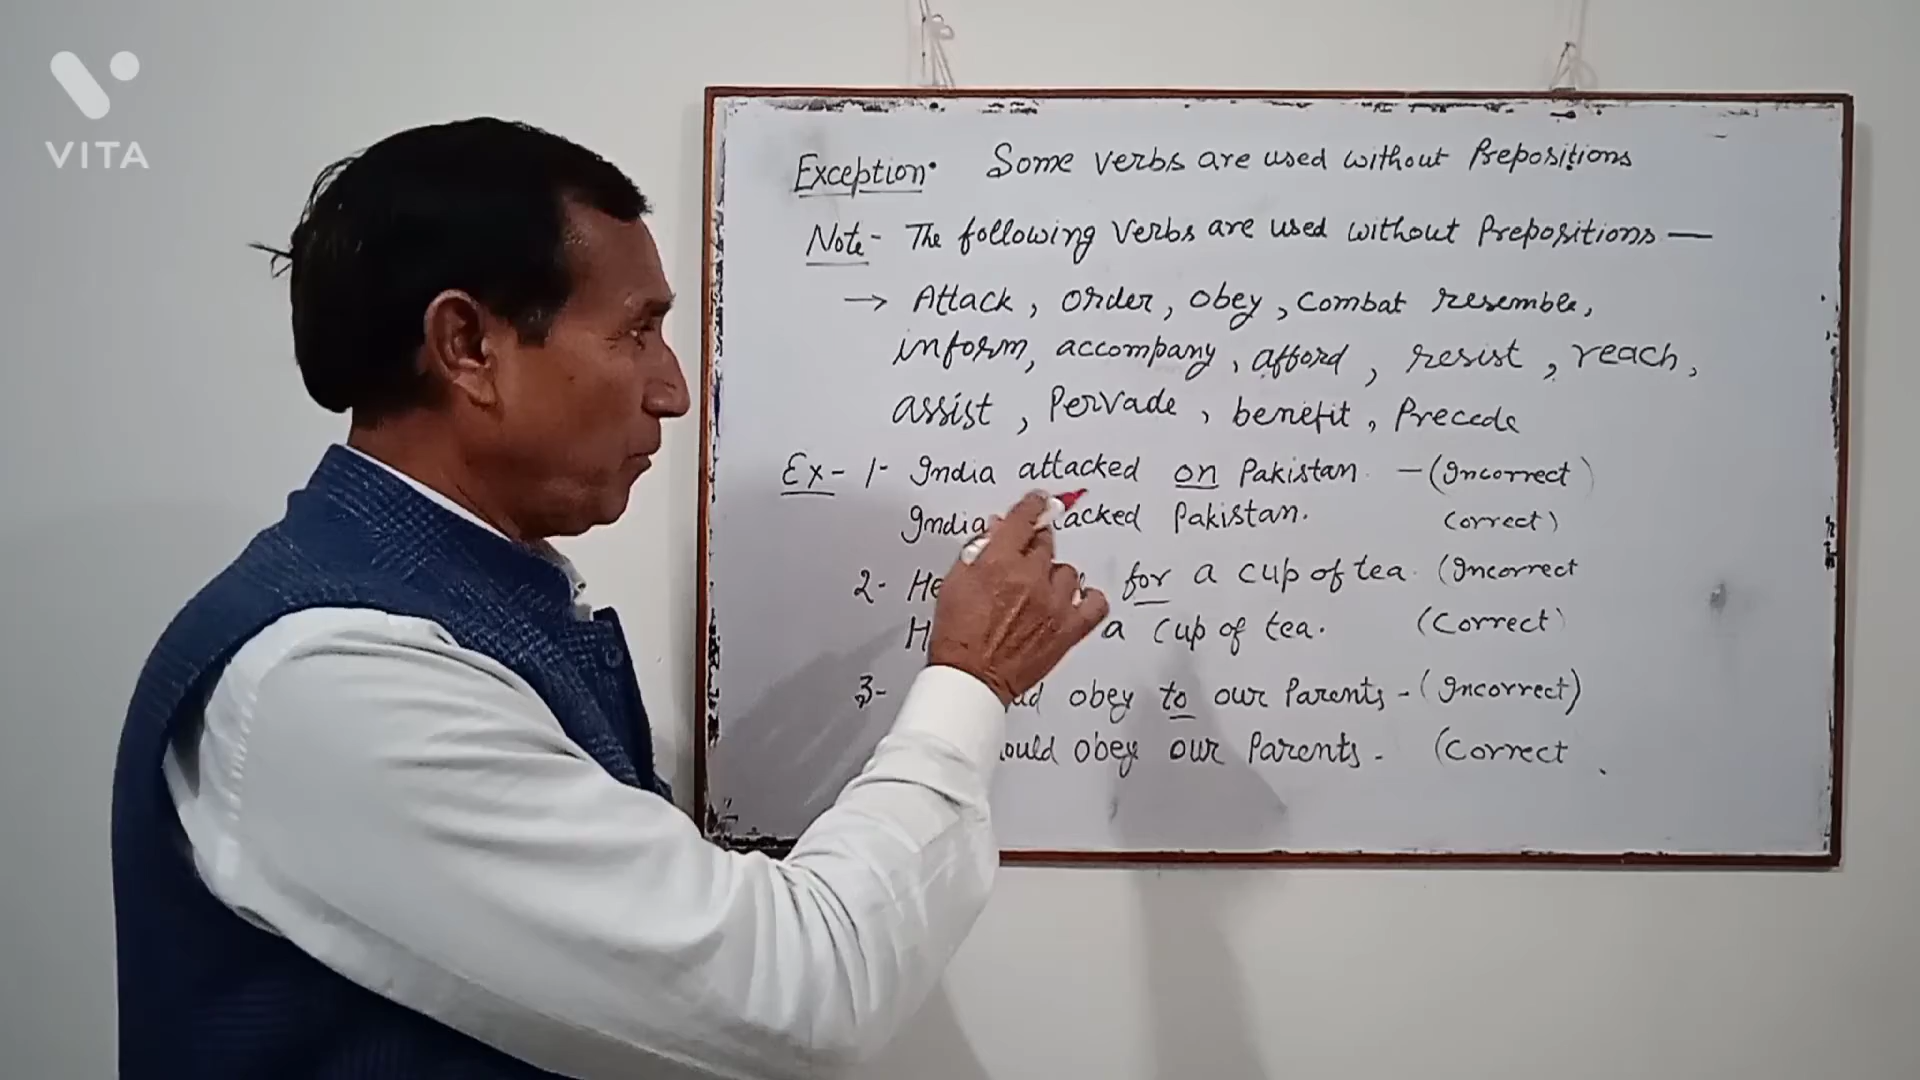 VITA
Exception. Some verbs are used without Prepositions
Note - The following Verbs are used without Prepositions —
→ Attack, order, obey, combat resemble,
inform, accompany, afford, resist, reach,
assist, Pervade, benefit, Precede
Ex- 1- India attacked on Pakistan. - (Incorrect)
India attacked Pakistan. Correct)
2- He for a cup of tea. (Incorrect
a cup of tea. (Correct)
3- obey to our Parents - (Incorrect)
obey our Parents. (Correct